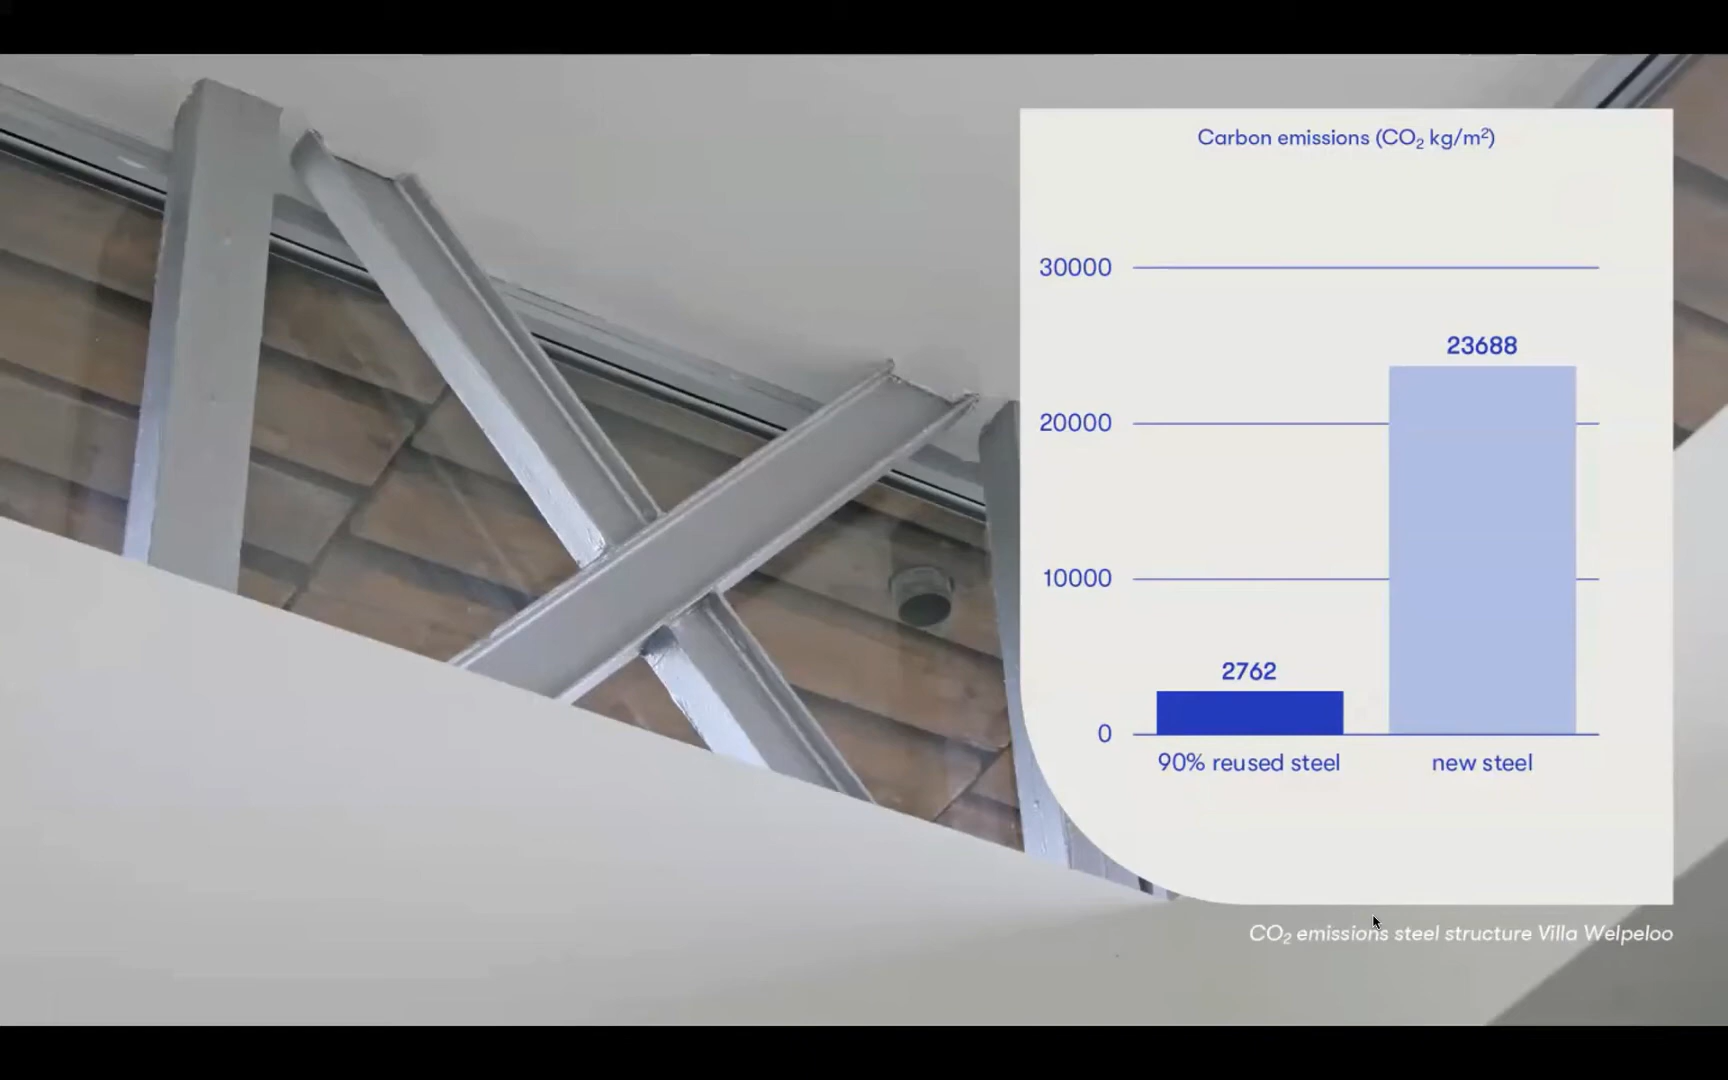 Carbon emissions (CO₂ kg/m²)
30000
23688
20000
10000
2762
0
90% reused steel
new steel
CO₂ emissions steel structure Villa Welpeloo